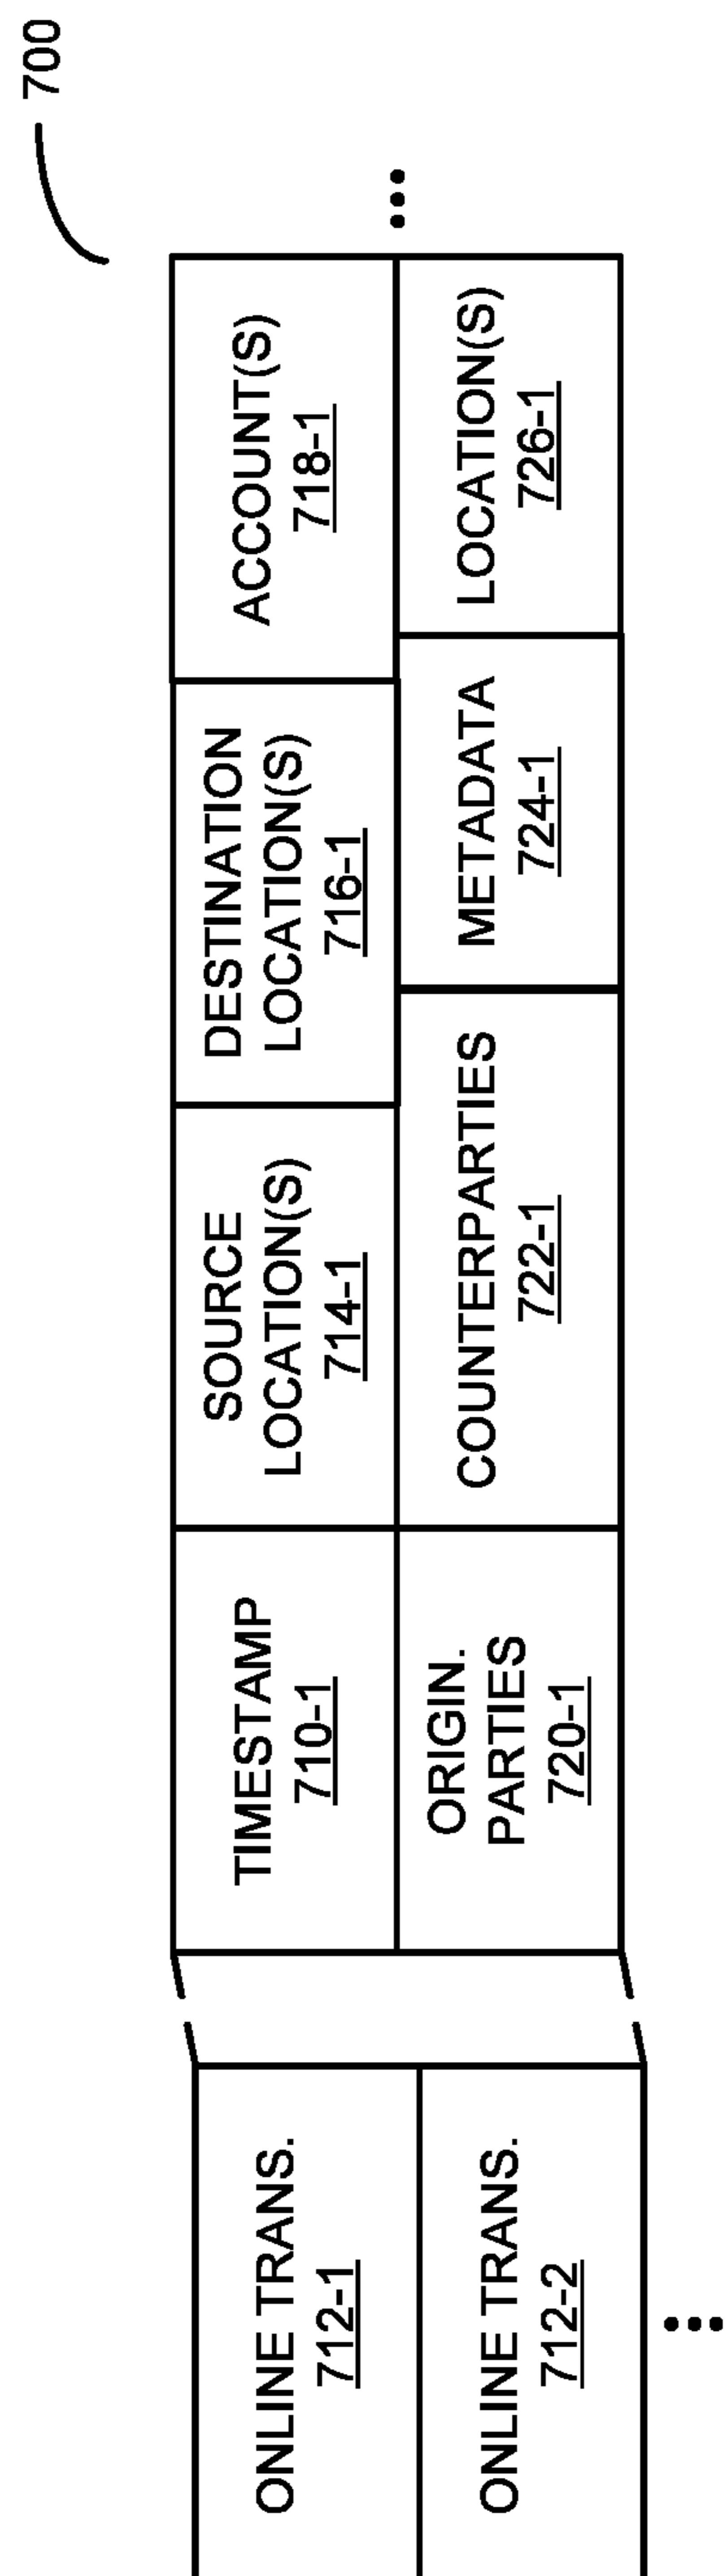 700
ONLINE TRANS.
712-1
ONLINE TRANS.
712-2
TIMESTAMP
710-1
SOURCE
LOCATION(S)
714-1
DESTINATION
LOCATION(S)
716-1
ACCOUNT(S)
718-1
ORIGIN.
PARTIES
720-1
COUNTERPARTIES
722-1
METADATA
724-1
LOCATION(S)
726-1